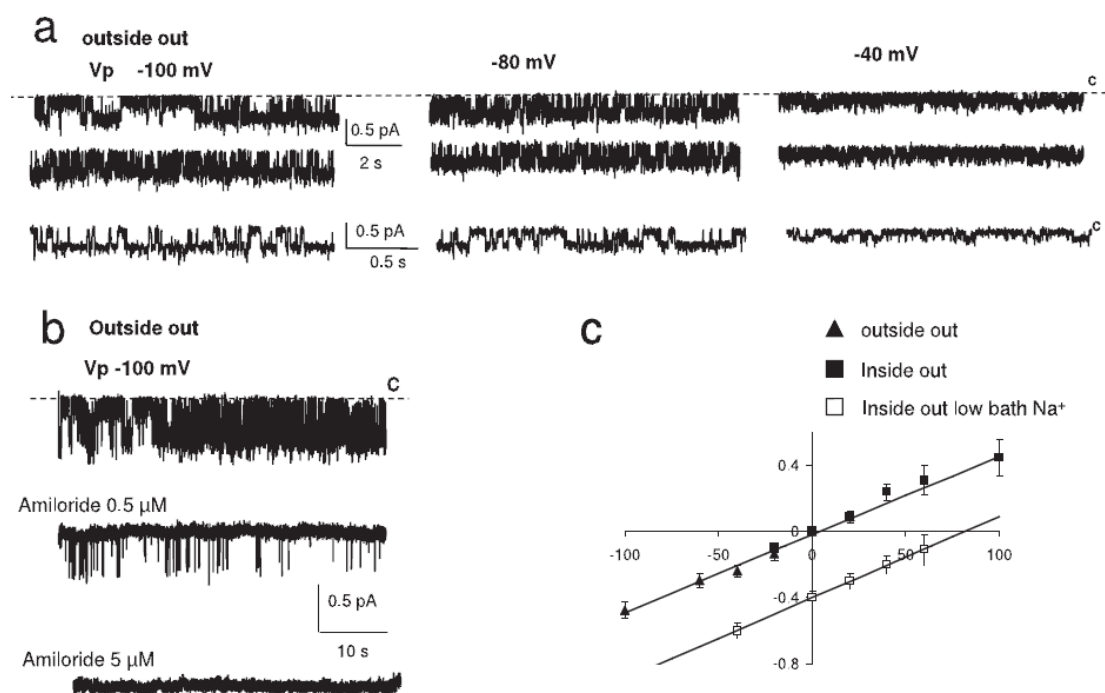 a
outside out
Vp -100 mV
-80 mV
-40 mV
c
0.5 pA
2 s
0.5 pA
0.5 s
c
b
Outside out
Vp -100 mV
C
Amiloride 0.5 µM
0.5 pA
10 s
Amiloride 5 µM
c
outside out
Inside out
Inside out low bath Na⁺
0.4
0
-100
-50
0
50
100
-0.4
-0.8